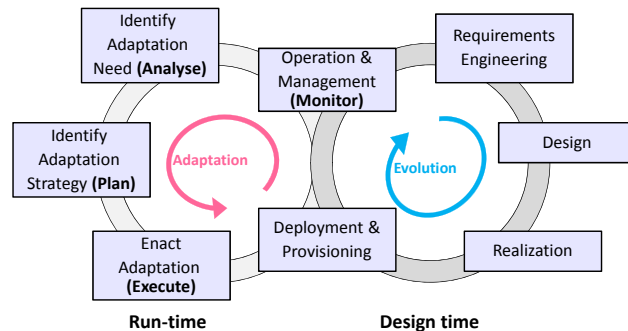 Identify
Adaptation
Need (Analyse)
Operation &
Management
(Monitor)
Requirements
Engineering
Identify
Adaptation
Strategy (Plan)
Adaptation
Evolution
Design
Enact
Adaptation
(Execute)
Deployment &
Provisioning
Realization
Run-time
Design time